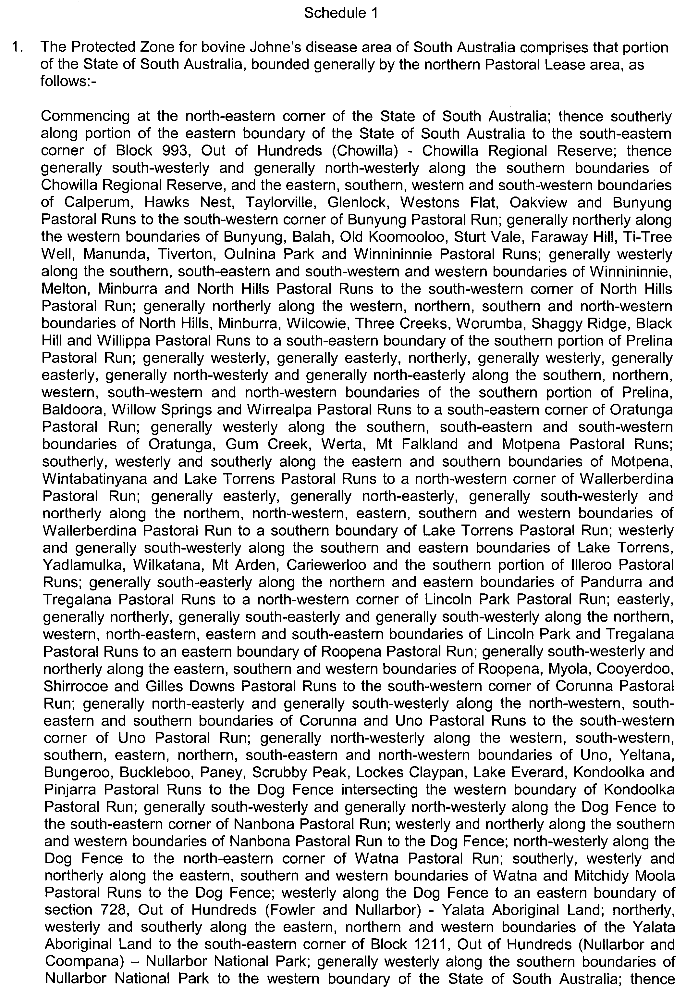 Schedule 1
1. The Protected Zone for bovine Johne's disease area of South Australia comprises that portion
of the State of South Australia, bounded generally by the northern Pastoral Lease area, as
follows:-
Commencing at the north-eastern corner of the State of South Australia; thence southerly
along portion of the eastern boundary of the State of South Australia to the south-eastern
corner of Block 993, Out of Hundreds (Chowilla) - Chowilla Regional Reserve; thence
generally south-westerly and generally north-westerly along the southern boundaries of
Chowilla Regional Reserve, and the eastern, southern, western and south-western boundaries
of Calperum, Hawks Nest, Taylorville, Glenlock, Westons Flat, Oakview and Bunyung
Pastoral Runs to the south-western corner of Bunyung Pastoral Run; generally northerly along
the western boundaries of Bunyung, Balah, Old Koomooloo, Sturt Vale, Faraway Hill, Ti-Tree
Well, Manunda, Tiverton, Oulnina Park and Winnininnie Pastoral Runs; generally westerly
along the southern, south-eastern and south-western and western boundaries of Winnininnie,
Melton, Minburra and North Hills Pastoral Runs to the south-western corner of North Hills
Pastoral Run; generally northerly along the western, northern, southern and north-western
boundaries of North Hills, Minburra, Wilcowie, Three Creeks, Worumba, Shaggy Ridge, Black
Hill and Willippa Pastoral Runs to a south-eastern boundary of the southern portion of Prelina
Pastoral Run; generally westerly, generally easterly, northerly, generally westerly, generally
easterly, generally north-westerly and generally north-easterly along the southern, northern,
western, south-western and north-western boundaries of the southern portion of Prelina,
Baldoora, Willow Springs and Wirrealpa Pastoral Runs to a south-eastern corner of Oratunga
Pastoral Run; generally westerly along the southern, south-eastern and south-western
boundaries of Oratunga, Gum Creek, Werta, Mt Falkland and Motpena Pastoral Runs;
southerly, westerly and southerly along the eastern and southern boundaries of Motpena,
Wintabatinyana and Lake Torrens Pastoral Runs to a north-western corner of Wallerberdina
Pastoral Run; generally easterly, generally north-easterly, generally south-westerly and
northerly along the northern, north-western, eastern, southern and western boundaries of
Wallerberdina Pastoral Run to a southern boundary of Lake Torrens Pastoral Run; westerly
and generally south-westerly along the southern and eastern boundaries of Lake Torrens,
Yadlamulka, Wilkatana, Mt Arden, Cariewerloo and the southern portion of Illeroo Pastoral
Runs; generally south-easterly along the northern and eastern boundaries of Pandurra and
Tregalana Pastoral Runs to a north-western corner of Lincoln Park Pastoral Run; easterly,
generally northerly, generally south-easterly and generally south-westerly along the northern,
western, north-eastern, eastern and south-eastern boundaries of Lincoln Park and Tregalana
Pastoral Runs to an eastern boundary of Roopena Pastoral Run; generally south-westerly and
northerly along the eastern, southern and western boundaries of Roopena, Myola, Cooyerdoo,
Shirrocoe and Gilles Downs Pastoral Runs to the south-western corner of Corunna Pastoral
Run; generally north-easterly and generally south-westerly along the north-western, south-
eastern and southern boundaries of Corunna and Uno Pastoral Runs to the south-western
corner of Uno Pastoral Run; generally north-westerly along the western, south-western,
southern, eastern, northern, south-eastern and north-western boundaries of Uno, Yeltana,
Bungeroo, Buckleboo, Paney, Scrubby Peak, Lockes Claypan, Lake Everard, Kondoolka and
Pinjarra Pastoral Runs to the Dog Fence intersecting the western boundary of Kondoolka
Pastoral Run; generally south-westerly and generally north-westerly along the Dog Fence to
the south-eastern corner of Nanbona Pastoral Run; westerly and northerly along the southern
and western boundaries of Nanbona Pastoral Run to the Dog Fence; north-westerly along the
Dog Fence to the north-eastern corner of Watna Pastoral Run; southerly, westerly and
northerly along the eastern, southern and western boundaries of Watna and Mitchidy Moola
Pastoral Runs to the Dog Fence; westerly along the Dog Fence to an eastern boundary of
section 728, Out of Hundreds (Fowler and Nullarbor) - Yalata Aboriginal Land; northerly,
westerly and southerly along the eastern, northern and western boundaries of the Yalata
Aboriginal Land to the south-eastern corner of Block 1211, Out of Hundreds (Nullarbor and
Coompana) – Nullarbor National Park; generally westerly along the southern boundaries of
Nullarbor National Park to the western boundary of the State of South Australia; thence